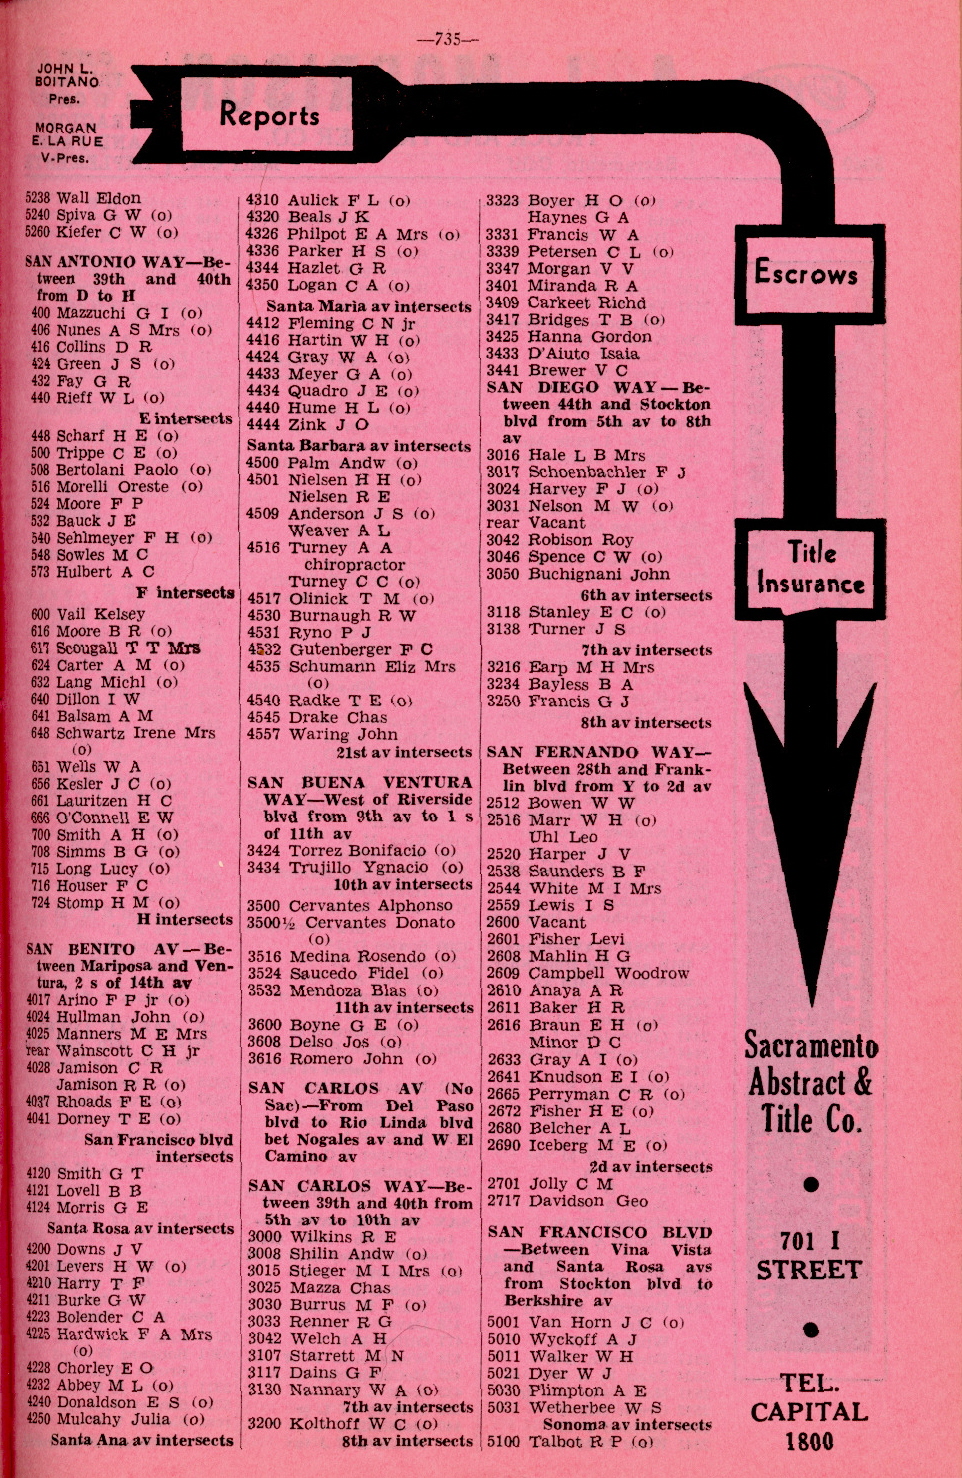 —735—
JOHN L.
BOITANO
Pres.
MORGAN
E. LA RUE
V-Pres.
Reports
5238 Wall Eldon
5240 Spiva G W (o)
5260 Kiefer C W (o)
SAN ANTONIO WAY—Be-
tween 39th and 40th
from D to H
400 Mazzuchi G I (o)
406 Nunes A S Mrs (o)
416 Collins D R
424 Green J S (o)
432 Fay G R
440 Rieff W L (o)
E intersects
448 Scharf H E (o)
500 Trippe C E (o)
508 Bertolani Paolo (o)
516 Morelli Oreste (o)
524 Moore F P
532 Bauck J E
540 Sehlmeyer F H (o)
548 Sowles M C
573 Hulbert A C
F intersects
600 Vail Kelsey
616 Moore B R (o)
617 Scougall T T Mrs
624 Carter A M (o)
632 Lang Michl (o)
640 Dillon I W
641 Balsam A M
648 Schwartz Irene Mrs
(o)
651 Wells W A
656 Kesler J C (o)
661 Lauritzen H C
666 O'Connell E W
700 Smith A H (o)
708 Simms B G (o)
715 Long Lucy (o)
716 Houser F C
724 Stomp H M (o)
H intersects
SAN BENITO AV—Be-
tween Mariposa and Ven-
tura, 2 s of 14th av
4017 Arino F P jr (o)
4024 Hullman John (o)
4025 Manners M E Mrs
rear Wainscott C H jr
4028 Jamison C R
Jamison R R (o)
4037 Rhoads F E (o)
4041 Dorney T E (o)
San Francisco blvd
intersects
4120 Smith G T
4121 Lovell B B
4124 Morris G E
Santa Rosa av intersects
4200 Downs J V
4201 Levers H W (o)
4210 Harry T F
4211 Burke G W
4223 Bolender C A
4225 Hardwick F A Mrs
(o)
4228 Chorley E O
4232 Abbey M L (o)
4240 Donaldson E S (o)
4250 Mulcahy Julia (o)
Santa Ana av intersects
4310 Aulick F L (o)
4320 Beals J K
4326 Philpot E A Mrs (o)
4336 Parker H S (o)
4344 Hazlet G R
4350 Logan C A (o)
Santa Maria av intersects
4412 Fleming C N jr
4416 Hartin W H (o)
4424 Gray W A (o)
4433 Meyer G A (o)
4434 Quadro J E (o)
4440 Hume H L (o)
4444 Zink J O
Santa Barbara av intersects
4500 Palm Andw (o)
4501 Nielsen H H (o)
Nielsen R E
4509 Anderson J S (o)
Weaver A L
4516 Turney A A
chiropractor
Turney C C (o)
4517 Olinick T M (o)
4530 Burnaugh R W
4531 Ryno P J
4532 Gutenberger F C
4535 Schumann Eliz Mrs
(o)
4540 Radke T E (o)
4545 Drake Chas
4557 Waring John
21st av intersects
SAN BUENA VENTURA
WAY—West of Riverside
blvd from 9th av to 1 s
of 11th av
3424 Torrez Bonifacio (o)
3434 Trujillo Ygnacio (o)
10th av intersects
3500 Cervantes Alphonso
3500½ Cervantes Donato
(o)
3516 Medina Rosendo (o)
3524 Saucedo Fidel (o)
3532 Mendoza Blas (o)
11th av intersects
3600 Boyne G E (o)
3608 Delso Jos (o)
3616 Romero John (o)
SAN CARLOS AV (No
Sac)—From Del Paso
blvd to Rio Linda blvd
bet Nogales av and W El
Camino av
SAN CARLOS WAY—Be-
tween 39th and 40th from
5th av to 10th av
3000 Wilkins R E
3008 Shilin Andw (o)
3015 Stieger M I Mrs (o)
3025 Mazza Chas
3030 Burrus M F (o)
3033 Renner R G
3042 Welch A H
3107 Starrett M N
3117 Dains G F
3130 Nannary W A (o)
7th av intersects
3200 Kolthoff W C (o)
8th av intersects
3323 Boyer H O (o)
Haynes G A
3331 Francis W A
3339 Petersen C L (o)
3347 Morgan V V
3401 Miranda R A
3409 Carkeet Richd
3417 Bridges T B (o)
3425 Hanna Gordon
3433 D'Aiuto Isaia
3441 Brewer V C
SAN DIEGO WAY—Be-
tween 44th and Stockton
blvd from 5th av to 8th
av
3016 Hale L B Mrs
3017 Schoenbachler F J
3024 Harvey F J (o)
3031 Nelson M W (o)
rear Vacant
3042 Robison Roy
3046 Spence C W (o)
3050 Buchignani John
6th av intersects
3118 Stanley E C (o)
3138 Turner J S
7th av intersects
3216 Earp M H Mrs
3234 Bayless B A
3250 Francis G J
8th av intersects
SAN FERNANDO WAY—
Between 28th and Frank-
lin blvd from Y to 2d av
2512 Bowen W W
2516 Marr W H (o)
Uhl Leo
2520 Harper J V
2538 Saunders B F
2544 White M I Mrs
2559 Lewis I S
2600 Vacant
2601 Fisher Levi
2608 Mahlin H G
2609 Campbell Woodrow
2610 Anaya A R
2611 Baker H R
2616 Braun E H (o)
Minor D C
2633 Gray A I (o)
2641 Knudson E I (o)
2665 Perryman C R (o)
2672 Fisher H E (o)
2680 Belcher A L
2690 Iceberg M E (o)
2d av intersects
2701 Jolly C M
2717 Davidson Geo
SAN FRANCISCO BLVD
—Between Vina Vista
and Santa Rosa avs
from Stockton blvd to
Berkshire av
5001 Van Horn J C (o)
5010 Wyckoff A J
5011 Walker W H
5021 Dyer W J
5030 Plimpton A E
5031 Wetherbee W S
Sonoma av intersects
5100 Talbot R P (o)
Escrows
Title
Insurance
Sacramento
Abstract &
Title Co.
701 I
STREET
TEL.
CAPITAL
1800